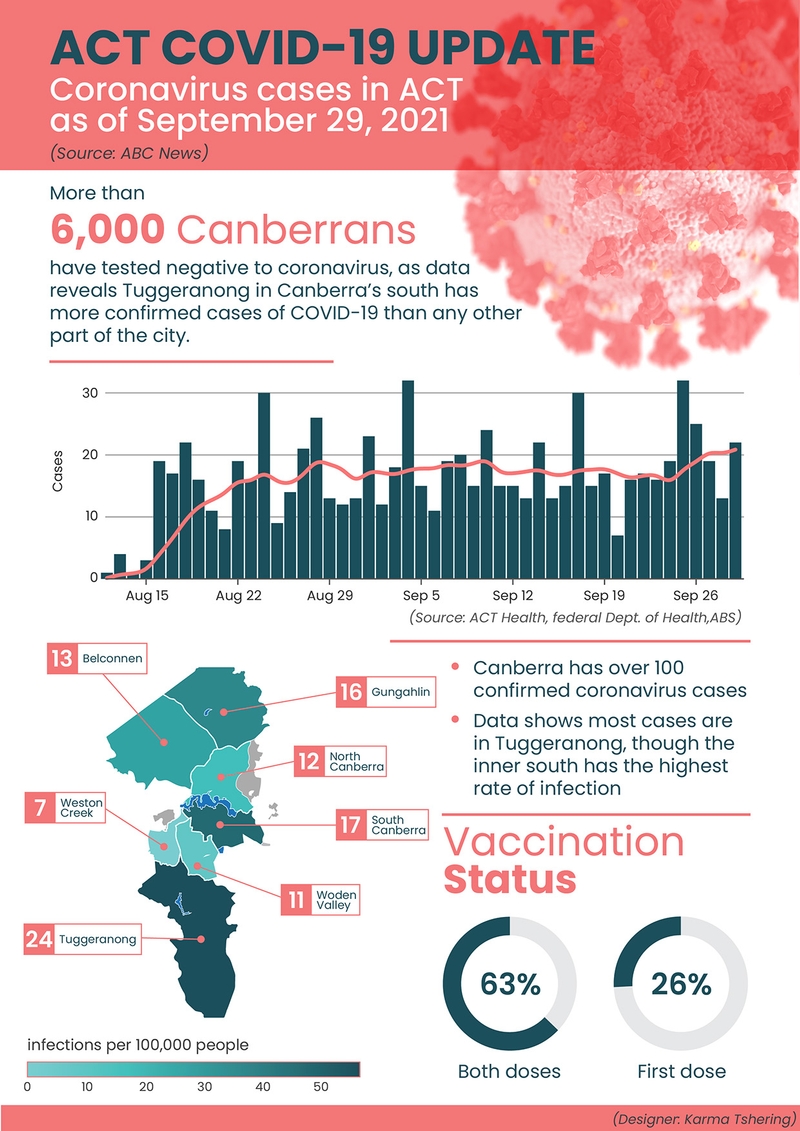 ACT COVID-19 UPDATE
Coronavirus cases in ACT
as of September 29, 2021
(Source: ABC News)
More than
6,000 Canberrans
have tested negative to coronavirus, as data
reveals Tuggeranong in Canberra's south has
more confirmed cases of COVID-19 than any other
part of the city.
Cases
30
20
10
0
Aug 15 Aug 22 Aug 29 Sep 5 Sep 12 Sep 19 Sep 26
(Source: ACT Health, federal Dept. of Health,ABS)
13 Belconnen
16 Gungahlin
12 North
Canberra
7 Weston
Creek
17 South
Canberra
11 Woden
Valley
24 Tuggeranong
infections per 100,000 people
0 10 20 30 40 50
• Canberra has over 100
confirmed coronavirus cases
• Data shows most cases are
in Tuggeranong, though the
inner south has the highest
rate of infection
Vaccination
Status
63% 26%
Both doses First dose
(Designer: Karma Tshering)